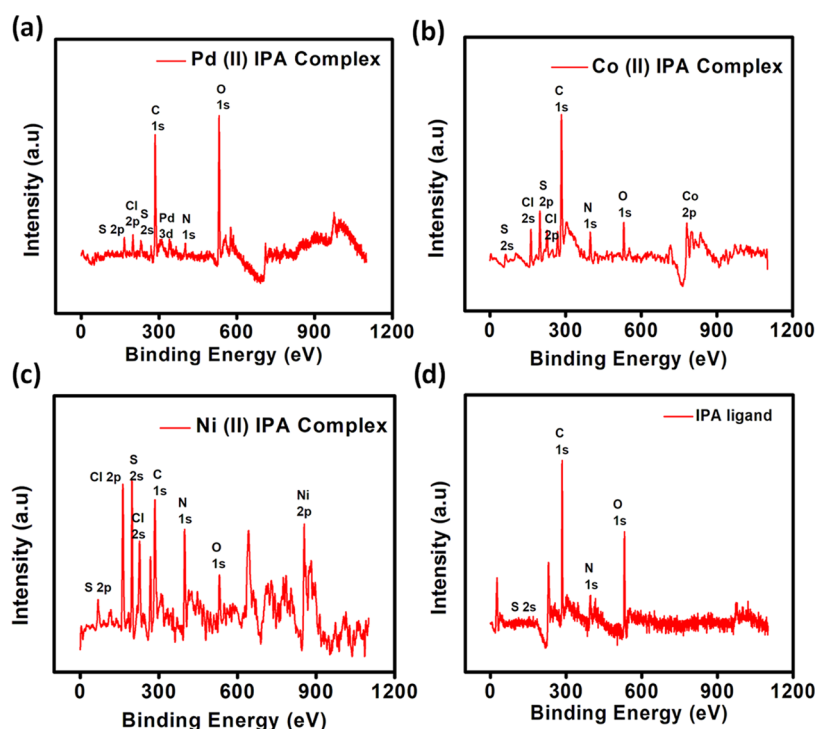 (a)
Pd (II) IPA Complex
O
1s
C
1s
Cl
2p
S
2s
Pd
3d
N
1s
S 2p
Intensity (a.u)
0 300 600 900 1200
Binding Energy (eV)
(b)
Co (II) IPA Complex
C
1s
S
2p
Cl
2s
Cl
2p
N
1s
O
1s
Co
2p
S
2s
Intensity (a.u)
0 300 600 900 1200
Binding Energy (eV)
(c)
Ni (II) IPA Complex
S
2s
Cl 2p
C
1s
Cl
2s
N
1s
O
1s
Ni
2p
S 2p
Intensity (a.u)
0 300 600 900 1200
Binding Energy (eV)
(d)
IPA ligand
C
1s
O
1s
N
1s
S 2s
Intensity (a.u)
0 300 600 900 1200
Binding Energy (eV)